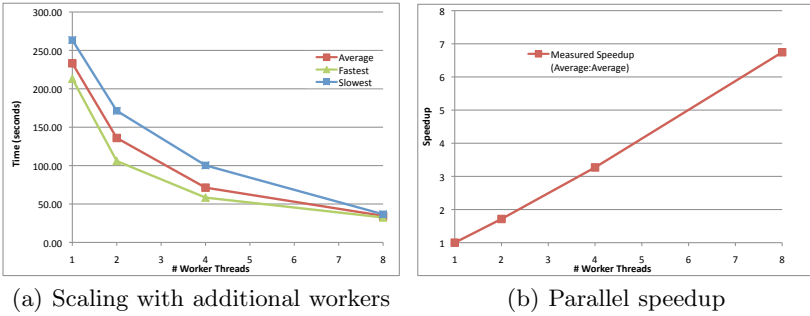 300.00
250.00
200.00
150.00
100.00
50.00
0.00
Time (seconds)
1 2 3 4 5 6 7 8
# Worker Threads
Average
Fastest
Slowest
(a) Scaling with additional workers
8
7
6
5
4
3
2
1
Speedup
1 2 3 4 5 6 7 8
# Worker Threads
Measured Speedup
(Average:Average)
(b) Parallel speedup